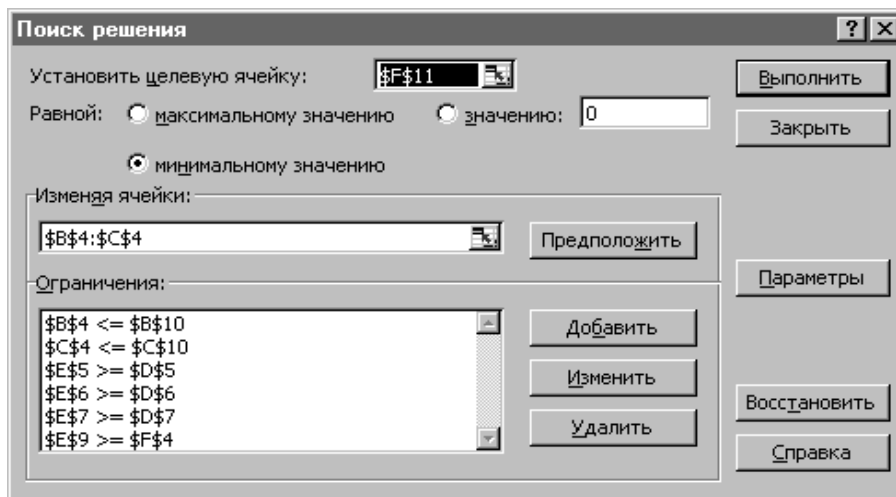 Поиск решения
Установить целевую ячейку: $F$11
Выполнить
Равной: максимальному значению значению: 0
Закрыть
минимальному значению
Изменяя ячейки:
$B$4:$C$4 Предположить
Ограничения:
Параметры
$B$4 <= $B$10
Добавить
$C$4 <= $C$10
$E$5 >= $D$5
$E$6 >= $D$6
Изменить
$E$7 >= $D$7
Восстановить
$E$9 >= $F$4
Удалить
Справка